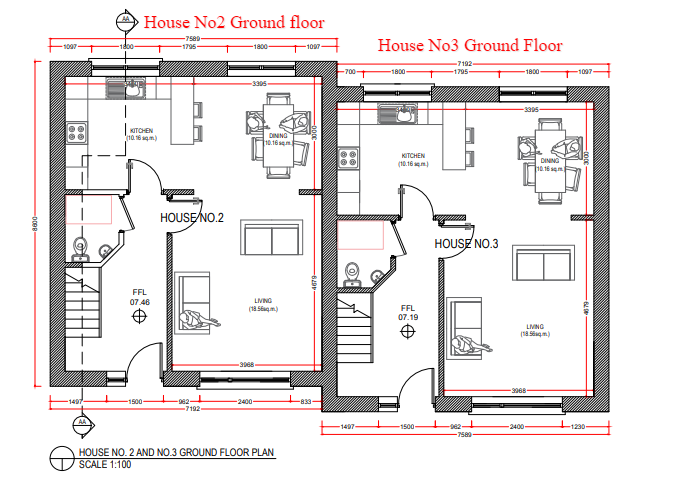 AA
House No2 Ground floor
7589
1097 1800 1795 1800 1097
House No3 Ground Floor
7192
700 1800 1795 1800 1097
3395
3395
KITCHEN
(10.16 sq.m.)
DINING
(10.16 sq.m.)
3000
KITCHEN
(10.16 sq.m.)
DINING
(10.16 sq.m.)
3000
8600
HOUSE NO.2
HOUSE NO.3
4679
4679
FFL
07.46
LIVING
(18.56sq.m.)
FFL
07.19
LIVING
(18.56sq.m.)
3968
3968
1497 1500 962 2400 833
7192
AA
1497 1500 962 2400 1230
7589
HOUSE NO. 2 AND NO.3 GROUND FLOOR PLAN
SCALE 1:100